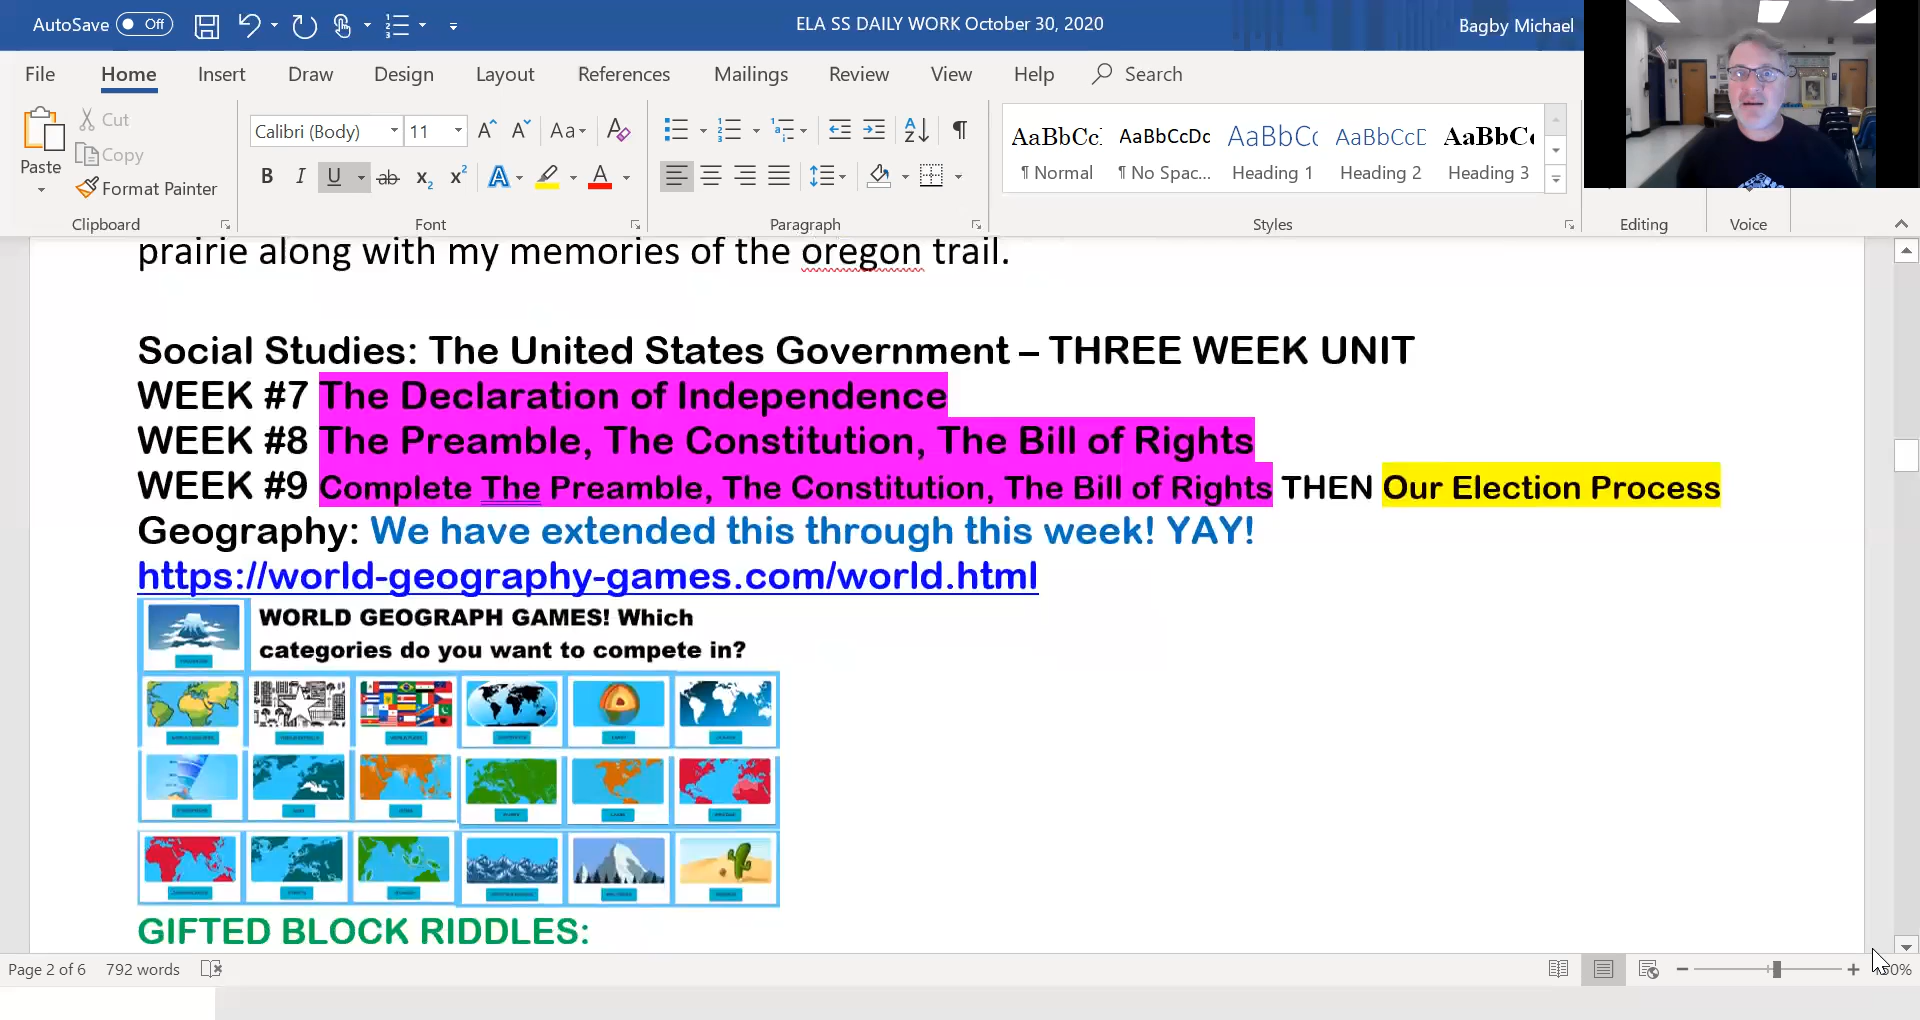 AutoSave Off
ELA SS DAILY WORK October 30, 2020
Bagby Michael
File Home Insert Draw Design Layout References Mailings Review View Help Search
Paste
Cut
Copy
Format Painter
Clipboard
Calibri (Body) 11
Aa
B I U ab x2 x2 A A
Font
Paragraph
AaBbCc AaBbCcDc AaBbCc AaBbCcD AaBbCc
¶ Normal ¶ No Spac... Heading 1 Heading 2 Heading 3
Styles
Editing
Voice
prairie along with my memories of the oregon trail.
Social Studies: The United States Government – THREE WEEK UNIT
WEEK #7 The Declaration of Independence
WEEK #8 The Preamble, The Constitution, The Bill of Rights
WEEK #9 Complete The Preamble, The Constitution, The Bill of Rights THEN Our Election Process
Geography: We have extended this through this week! YAY!
https://world-geography-games.com/world.html
WORLD GEOGRAPH GAMES! Which
categories do you want to compete in?
GIFTED BLOCK RIDDLES:
Page 2 of 6 792 words